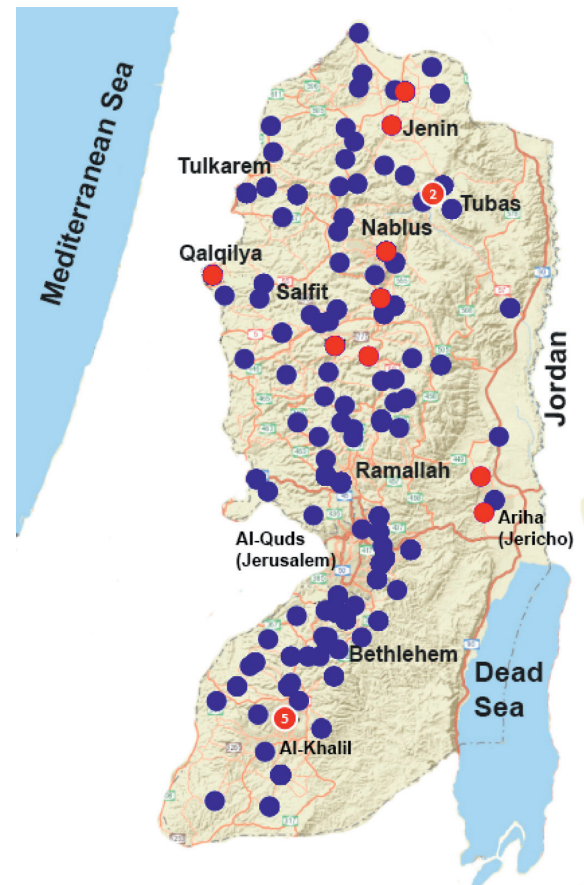 Mediterranean Sea
Jenin
Tulkarem
2
Tubas
Nablus
Qalqilya
Salfit
Jordan
Ramallah
Ariha
(Jericho)
Al-Quds
(Jerusalem)
Bethlehem
Dead
Sea
5
Al-Khalil